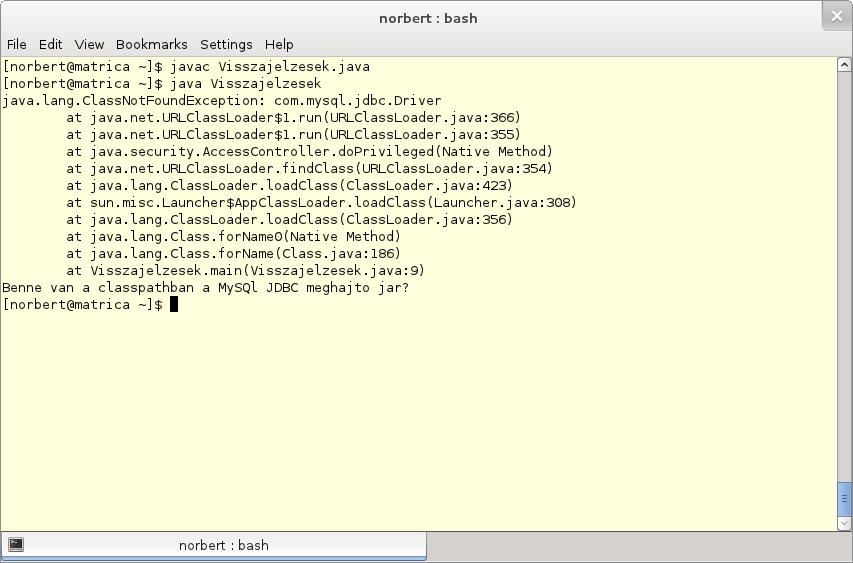 norbert : bash
File Edit View Bookmarks Settings Help
[norbert@matrica ~]$ javac Visszajelzesek.java
[norbert@matrica ~]$ java Visszajelzesek
java.lang.ClassNotFoundException: com.mysql.jdbc.Driver
at java.net.URLClassLoader$1.run(URLClassLoader.java:366)
at java.net.URLClassLoader$1.run(URLClassLoader.java:355)
at java.security.AccessController.doPrivileged(Native Method)
at java.net.URLClassLoader.findClass(URLClassLoader.java:354)
at java.lang.ClassLoader.loadClass(ClassLoader.java:423)
at sun.misc.Launcher$AppClassLoader.loadClass(Launcher.java:308)
at java.lang.ClassLoader.loadClass(ClassLoader.java:356)
at java.lang.Class.forName0(Native Method)
at java.lang.Class.forName(Class.java:186)
at Visszajelzesek.main(Visszajelzesek.java:9)
Benne van a classpathban a MySQl JDBC meghajto jar?
[norbert@matrica ~]$
norbert : bash